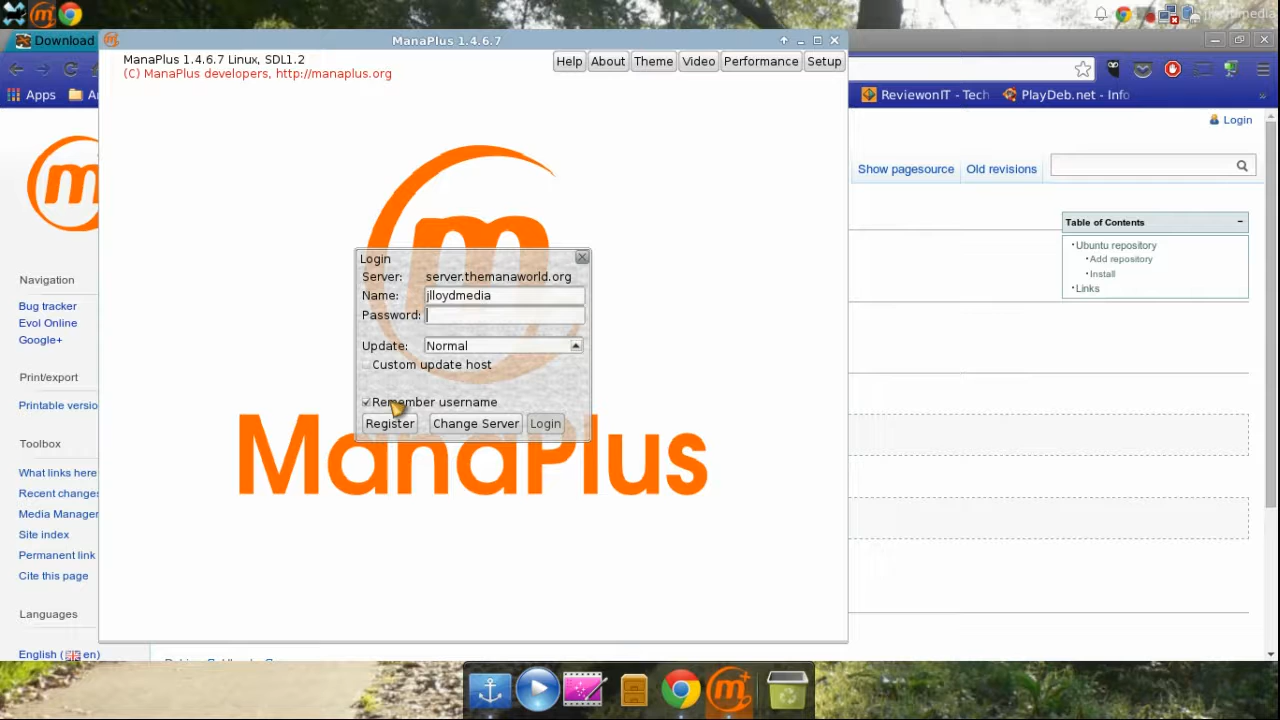 Download
ManaPlus 1.4.6.7
ManaPlus 1.4.6.7 Linux, SDL1.2
(C) ManaPlus developers, http://manaplus.org
Help
About
Theme
Video
Performance
Setup
Apps
ReviewonIT - Tech
PlayDeb.net - Info
Login
Show pagesource
Old revisions
Table of Contents
Ubuntu repository
Add repository
Install
Links
Navigation
Bug tracker
Evol Online
Google+
Print/export
Printable versio
Toolbox
What links here
Recent changes
Media Manager
Site index
Permanent link
Cite this page
Languages
English (en)
m
Login
Server: server.themanaworld.org
Name: jlloydmedia
Password:
Update: Normal
Custom update host
Remember username
Register
Change Server
Login
ManaPlus